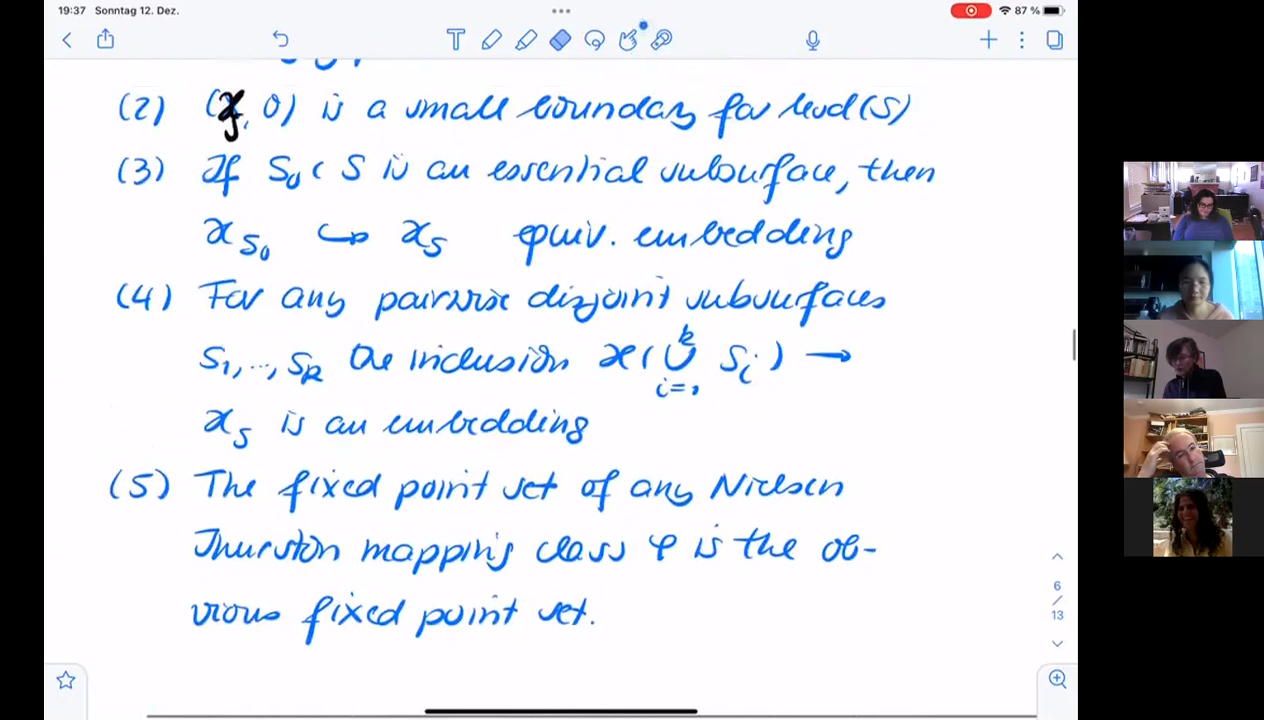 19:37 Sonntag 12. Dez.
87 %
(2) (𝒳, 0) is a small boundary for Mod(S)
(3) If S₀ ⊂ S is an essential subsurface, then
𝒳_{S₀} ↪ 𝒳_S equiv. embedding
(4) For any pairwise disjoint subsurfaces
S₁, .., S_k the inclusion 𝒳(⋃_{i=1}^k S_i) →
𝒳_S is an embedding
(5) The fixed point set of any Nielsen
Thurston mapping class φ is the ob-
vious fixed point set.
6
/
13